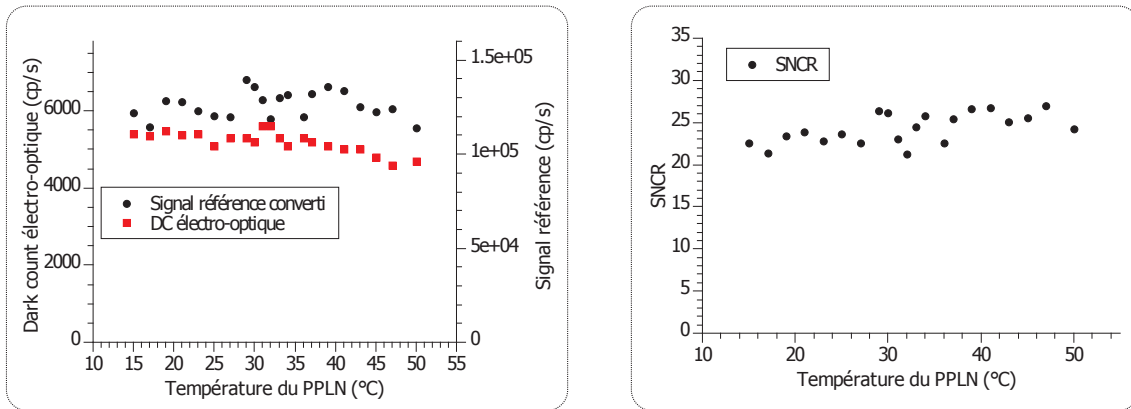 Dark count électro-optique (cp/s)
6000
4000
2000
0
Signal référence converti
DC électro-optique
1.5e+05
1e+05
5e+04
0
Signal référence (cp/s)
10 15 20 25 30 35 40 45 50 55
Température du PPLN (°C)
SNCR
35
30
25
20
15
10
5
0
SNCR
10 20 30 40 50
Température du PPLN (°C)